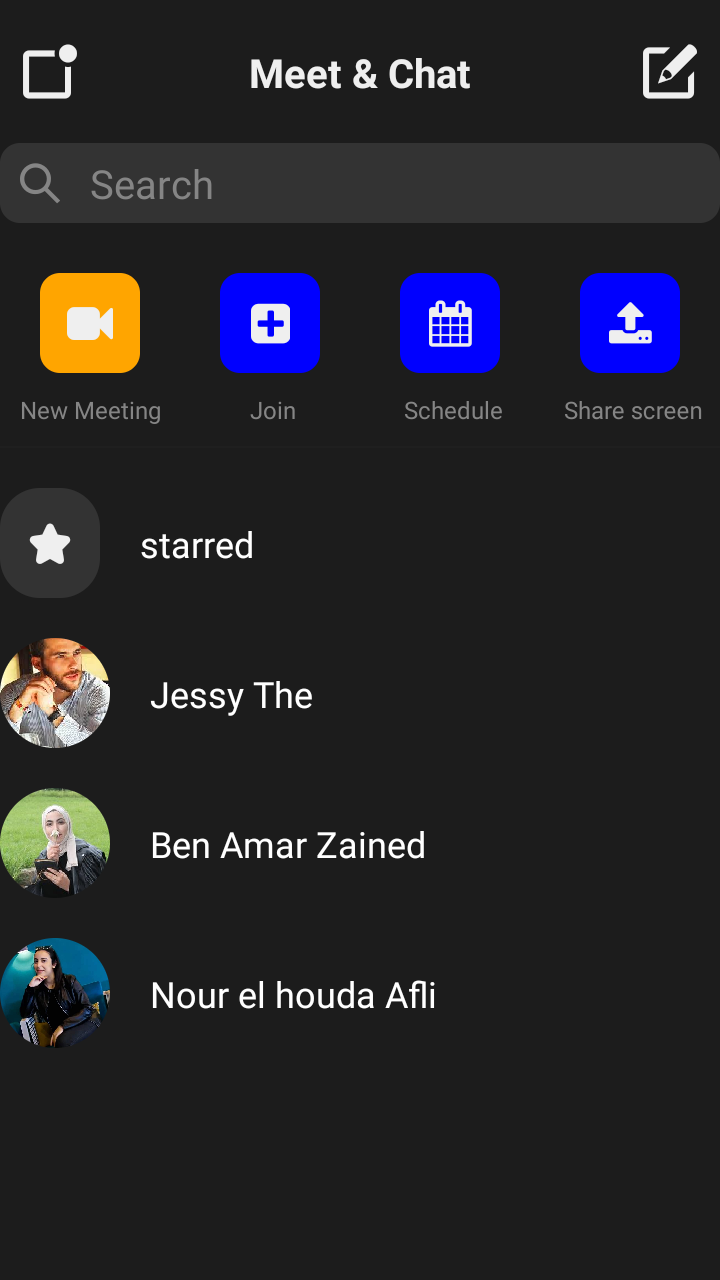 Meet & Chat
Search
New Meeting
Join
Schedule
Share screen
starred
Jessy The
Ben Amar Zained
Nour el houda Afli